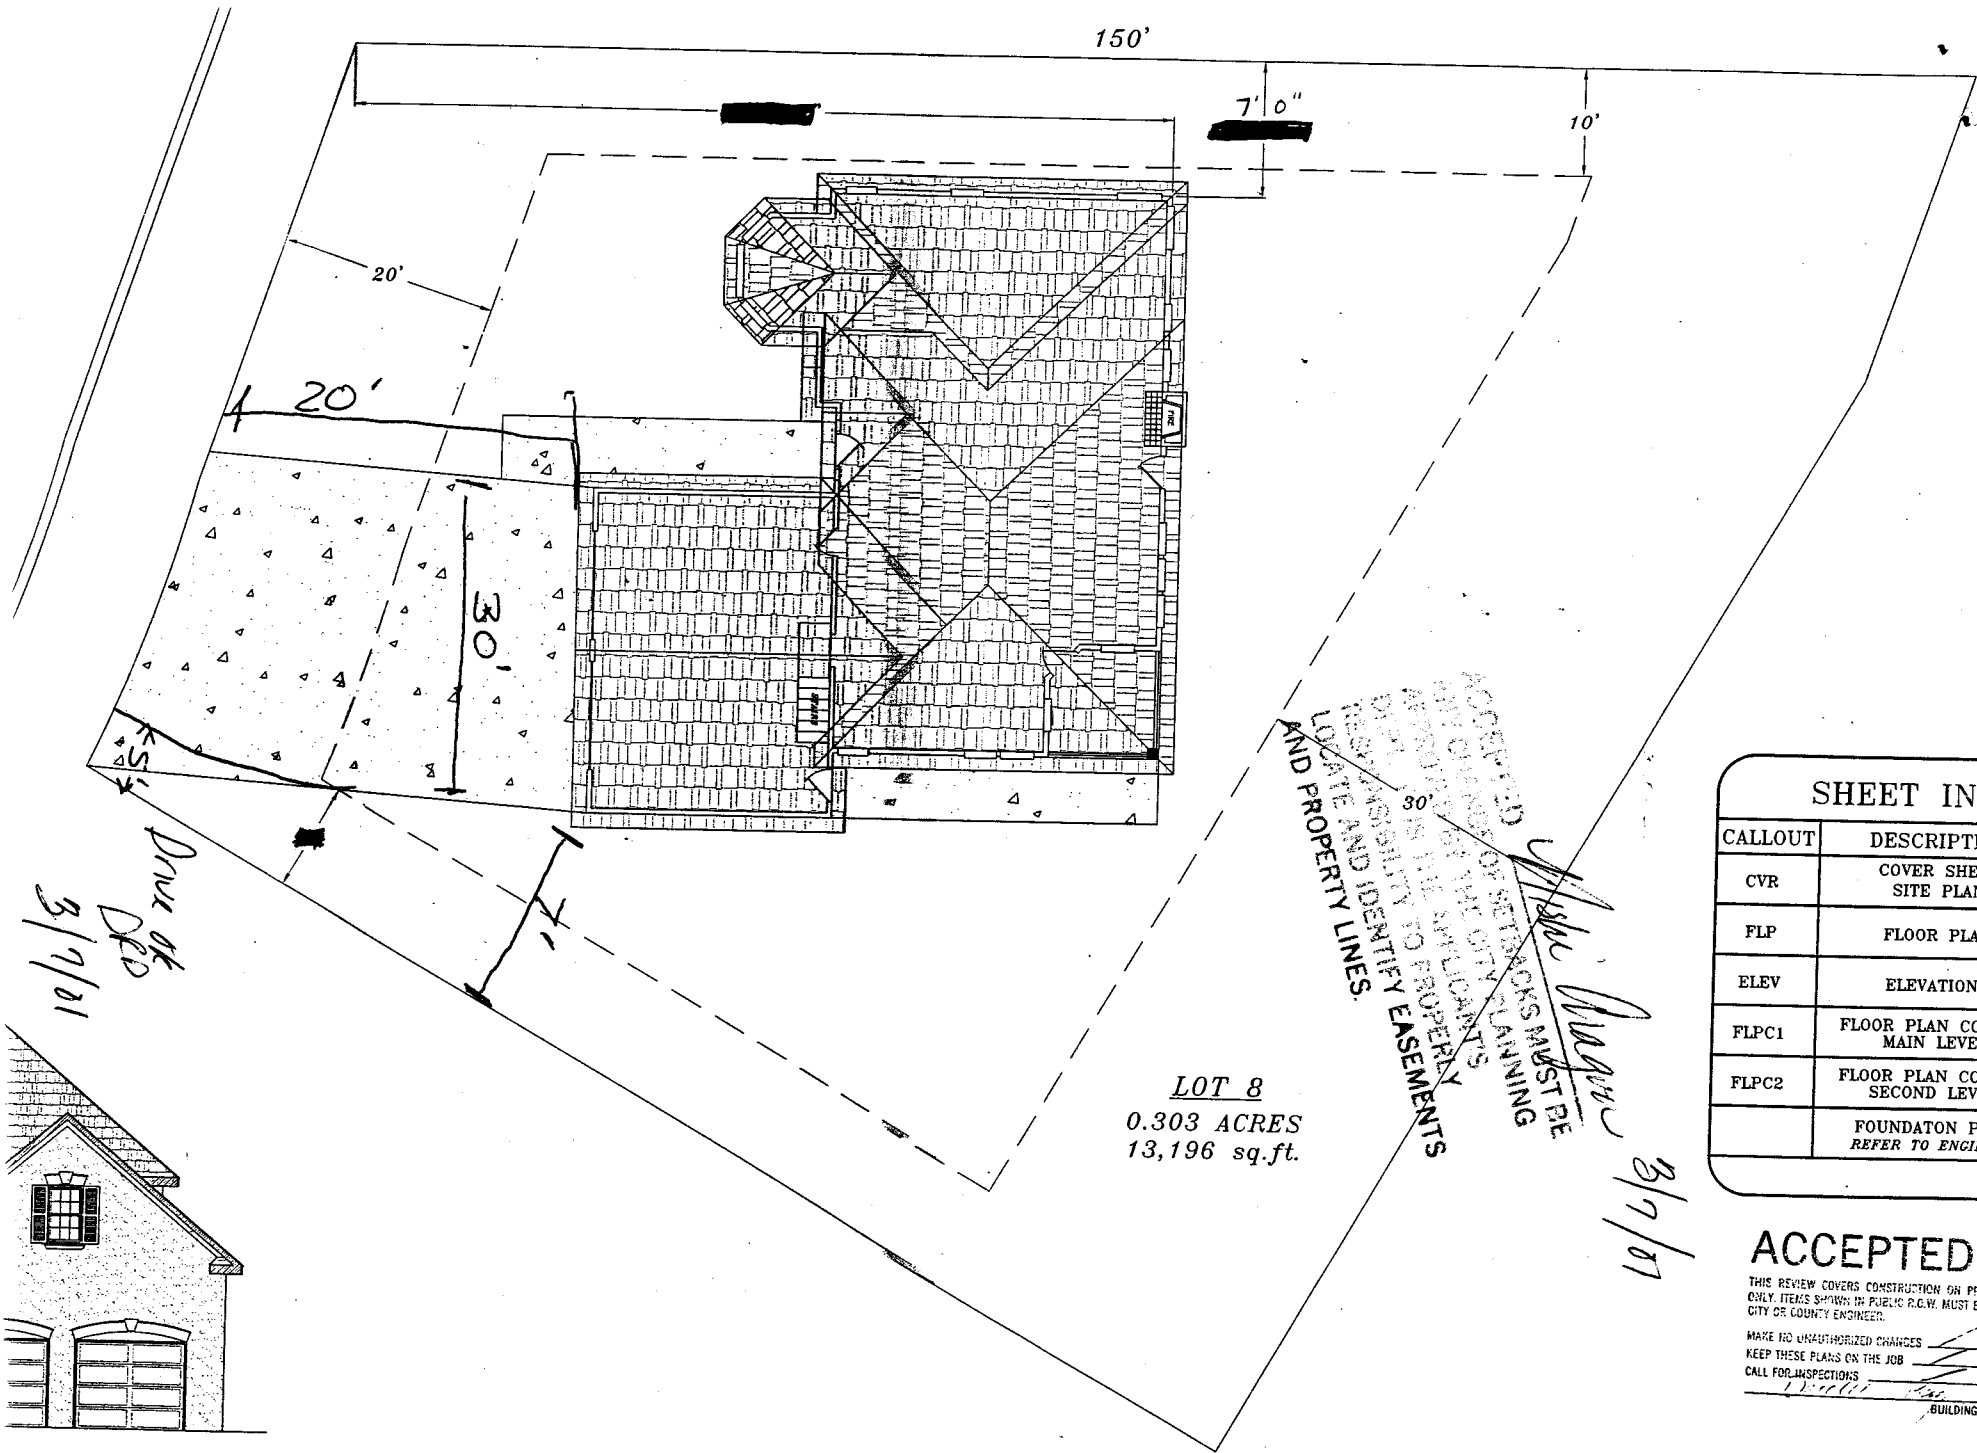 150'
7' 0"
10'
20'
20'
30'
5'
7'
30'
FIRE
Drive ok
DRD
3/7/01
LOT 8
0.303 ACRES
13,196 sq.ft.
ACCEPTED
ANY CHANGES OF SETBACKS MUST BE
APPROVED BY THE CITY PLANNING
DEPT. IT IS THE APPLICANT'S
RESPONSIBILITY TO PROPERLY
LOCATE AND IDENTIFY EASEMENTS
AND PROPERTY LINES.
3/7/01
SHEET IN
CALLOUT DESCRIPTI
CVR COVER SHE
SITE PLAN
FLP FLOOR PLA
ELEV ELEVATION
FLPC1 FLOOR PLAN CO
MAIN LEVE
FLPC2 FLOOR PLAN CO
SECOND LEV
FOUNDATON P
REFER TO ENGI
ACCEPTED
THIS REVIEW COVERS CONSTRUCTION ON PR
ONLY. ITEMS SHOWN IN PUBLIC R.O.W. MUST B
CITY OR COUNTY ENGINEER.
MAKE NO UNAUTHORIZED CHANGES
KEEP THESE PLANS ON THE JOB
CALL FOR INSPECTIONS
BUILDING